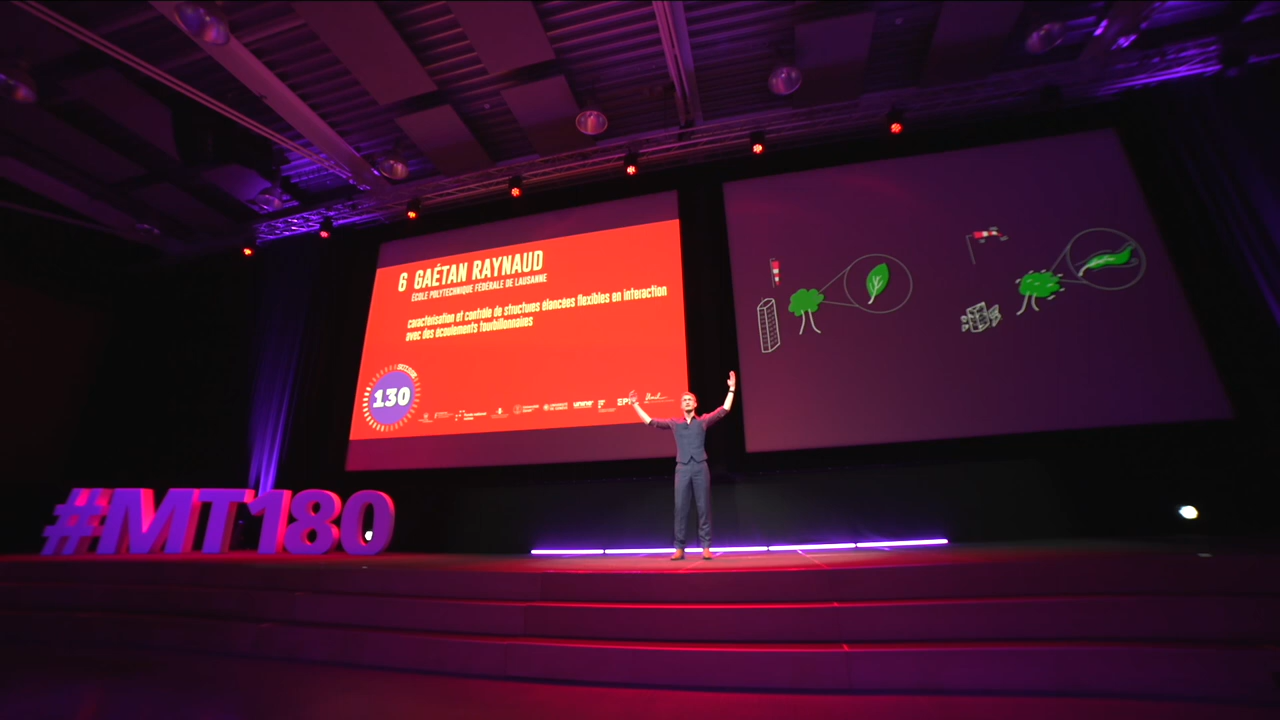 6 GAÉTAN RAYNAUD
ÉCOLE POLYTECHNIQUE FÉDÉRALE DE LAUSANNE
caractérisation et contrôle de structures élancées flexibles en interaction
avec des écoulements tourbillonnaires
130
#MT180